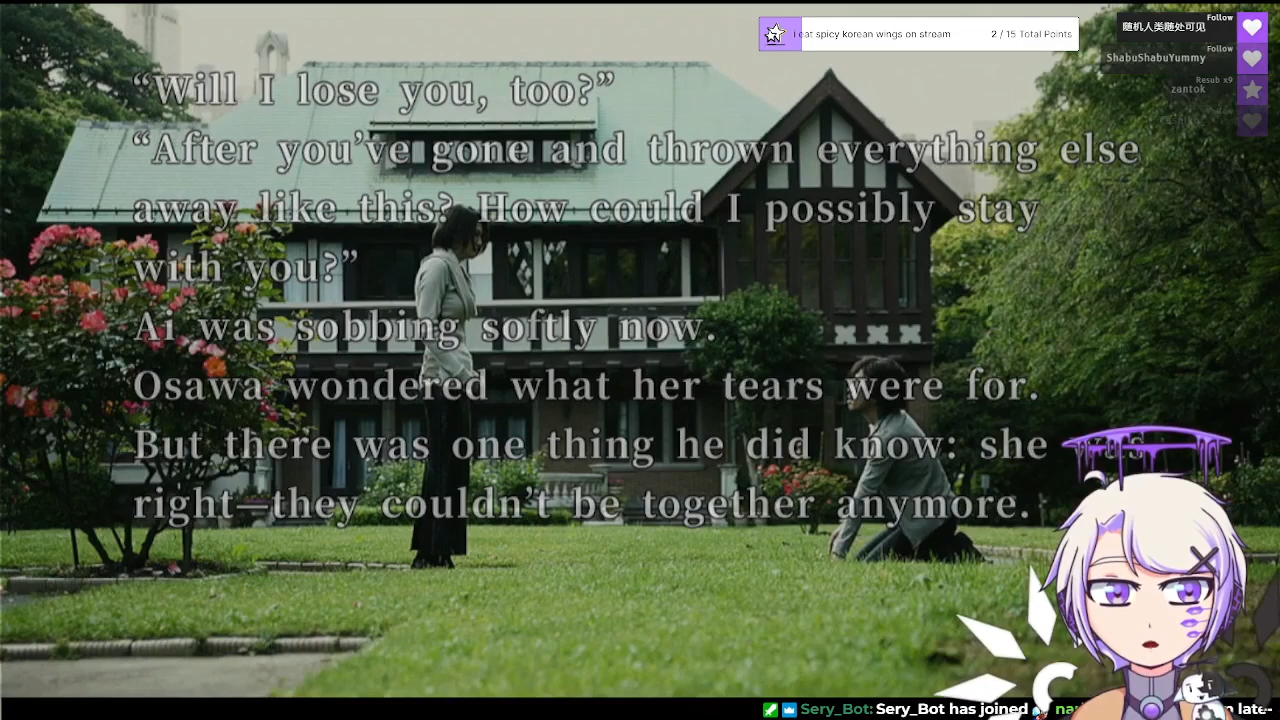 “Will I lose you, too?”
“After you’ve gone and thrown everything else
away like this? How could I possibly stay
with you?”
Ai was sobbing softly now.
Osawa wondered what her tears were for.
But there was one thing he did know: she
right—they couldn’t be together anymore.
i eat spicy korean wings on stream 2 / 15 Total Points
Follow
随机人类随处可见
Follow
ShabuShabuYummy
Resub x9
zantok
Sery_Bot: Sery_Bot has joined
late-